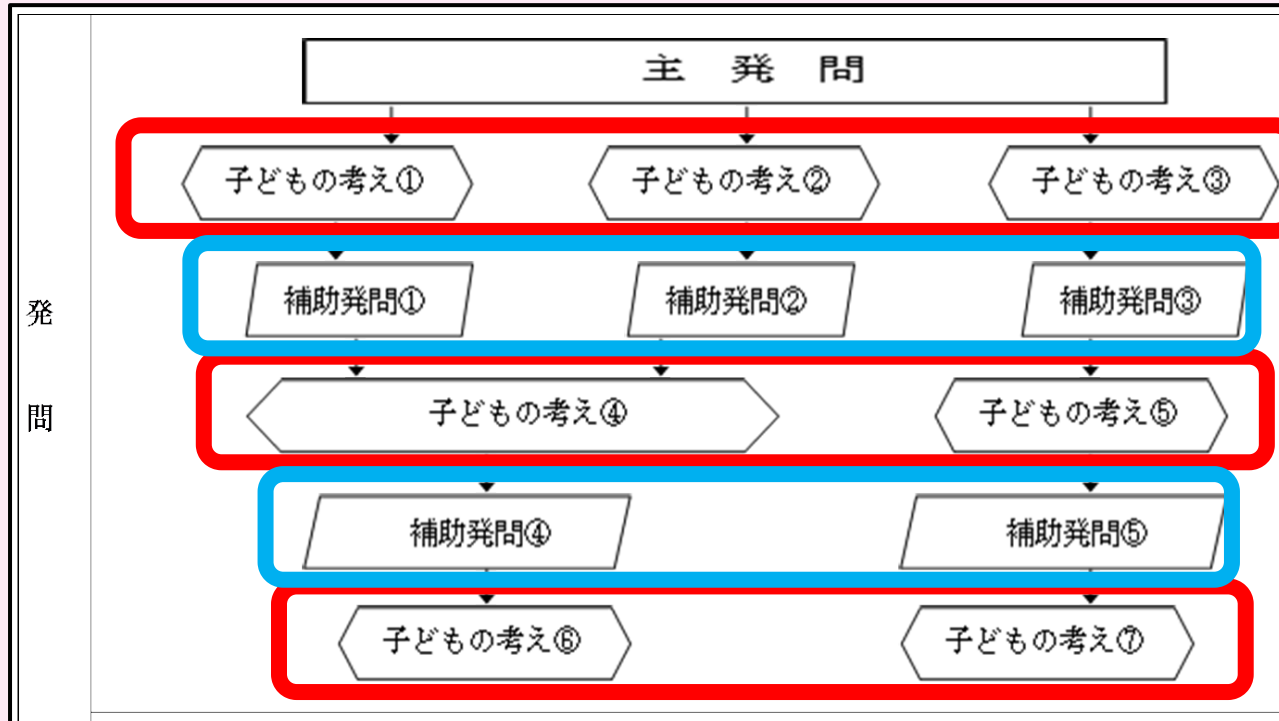 主 発 問
子どもの考え① 子どもの考え② 子どもの考え③
補助発問① 補助発問② 補助発問③
発
問
子どもの考え④ 子どもの考え⑤
補助発問④ 補助発問⑤
子どもの考え⑥ 子どもの考え⑦